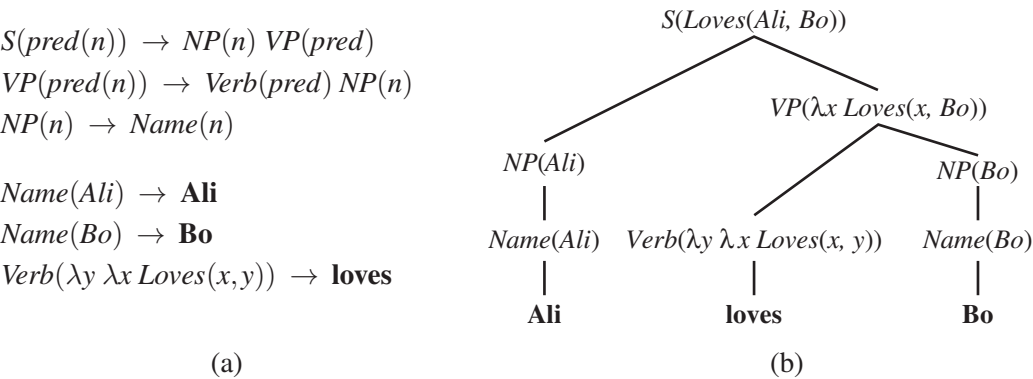 S(pred(n)) → NP(n) VP(pred)
VP(pred(n)) → Verb(pred) NP(n)
NP(n) → Name(n)
Name(Ali) → Ali
Name(Bo) → Bo
Verb(λy λx Loves(x,y)) → loves
(a)
S(Loves(Ali, Bo))
VP(λx Loves(x, Bo))
NP(Ali)
NP(Bo)
Name(Ali) Verb(λy λx Loves(x, y)) Name(Bo)
Ali loves Bo
(b)